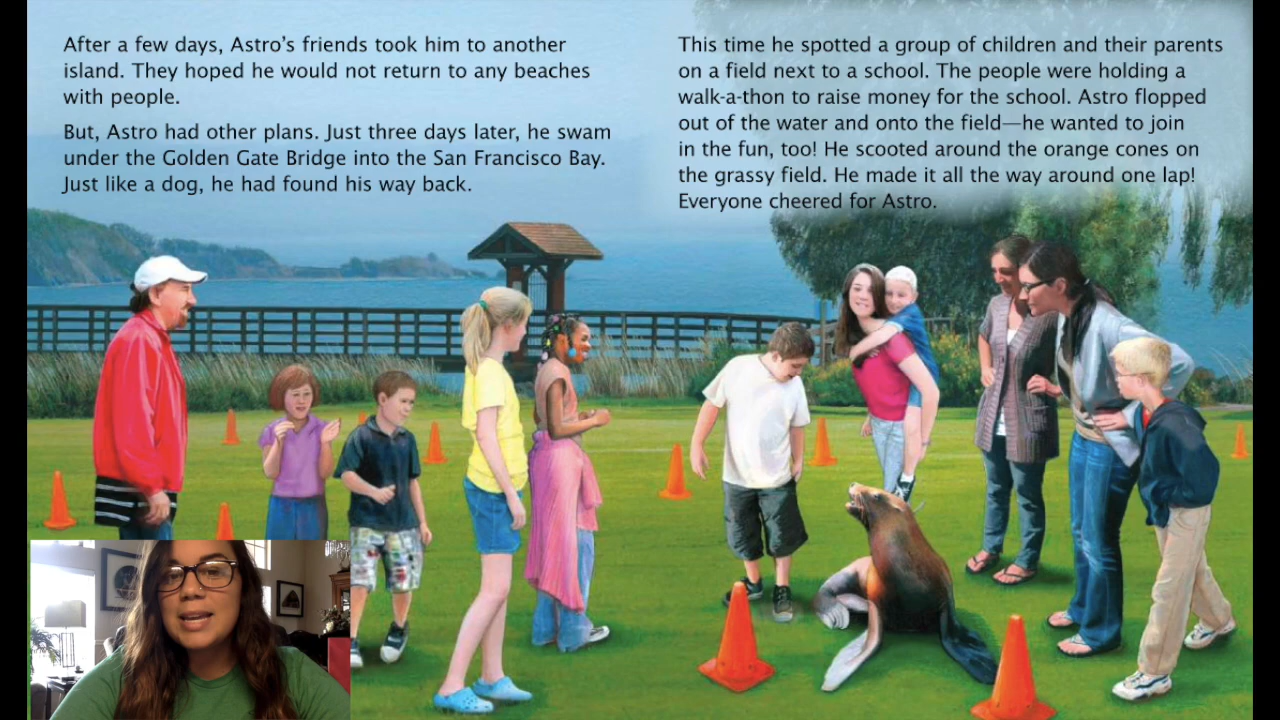 After a few days, Astro's friends took him to another
island. They hoped he would not return to any beaches
with people.
But, Astro had other plans. Just three days later, he swam
under the Golden Gate Bridge into the San Francisco Bay.
Just like a dog, he had found his way back.
This time he spotted a group of children and their parents
on a field next to a school. The people were holding a
walk-a-thon to raise money for the school. Astro flopped
out of the water and onto the field—he wanted to join
in the fun, too! He scooted around the orange cones on
the grassy field. He made it all the way around one lap!
Everyone cheered for Astro.